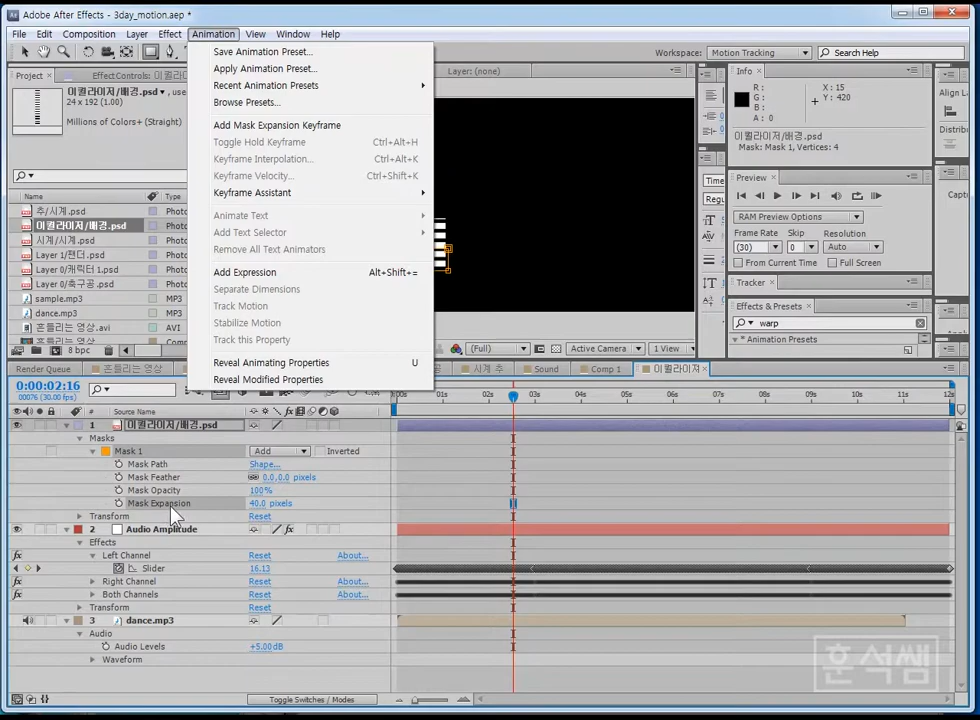 Adobe After Effects - 3day_motion.aep *
File Edit Composition Layer Effect Animation View Window Help
Workspace: Motion Tracking Search Help
Project × Effect Controls: 이퀄라이
Layer: (none)
Info ×
Align
이퀄라이저/배경.psd ▾, use
24 x 192 (1.00)
Millions of Colors+ (Straight)
R:
G:
B:
A: 0
X: 15
Y: 420
이퀄라이저/배경.psd
Mask: Mask 1, Vertices: 4
Save Animation Preset...
Apply Animation Preset...
Recent Animation Presets
Browse Presets...
Add Mask Expansion Keyframe
Toggle Hold Keyframe Ctrl+Alt+H
Keyframe Interpolation... Ctrl+Alt+K
Keyframe Velocity... Ctrl+Shift+K
Keyframe Assistant
Animate Text
Add Text Selector
Remove All Text Animators
Add Expression Alt+Shift+=
Separate Dimensions
Track Motion
Stabilize Motion
Track this Property
Reveal Animating Properties U
Reveal Modified Properties
Preview ×
RAM Preview Options
Frame Rate Skip Resolution
(30) 0 Auto
From Current Time Full Screen
Tracker ×
Effects & Presets ×
warp
* Animation Presets
Time
Regu
Name Type
추/시계.psd Photo
이퀄라이저/배경.psd Photo
시계/시계.psd Photo
Layer 1/팬더.psd Photo
Layer 0/캐릭터 1.psd Photo
Layer 0/축구공.psd Photo
sample.mp3 MP3
dance.mp3 MP3
흔들리는 영상.avi AVI
8 bpc
(Full) Active Camera 1 View
Render Queue 흔들리는 영상 시계 추 × Sound × Comp 1 × 이퀄라이져 ×
0:00:02:16
00076 (30.00 fps)
:00s 01s 02s 03s 04s 05s 06s 07s 08s 09s 10s 11s 12s
# Source Name
1 이퀄라이저/배경.psd
Masks
Mask 1 Add Inverted
Mask Path Shape...
Mask Feather 0.0,0.0 pixels
Mask Opacity 100%
Mask Expansion 40.0 pixels
Transform Reset
2 Audio Amplitude
Effects
Left Channel Reset About...
Slider 16.13
Right Channel Reset About...
Both Channels Reset About...
Transform Reset
3 dance.mp3
Audio
Audio Levels +5.00dB
Waveform
Toggle Switches / Modes
훈석쌤